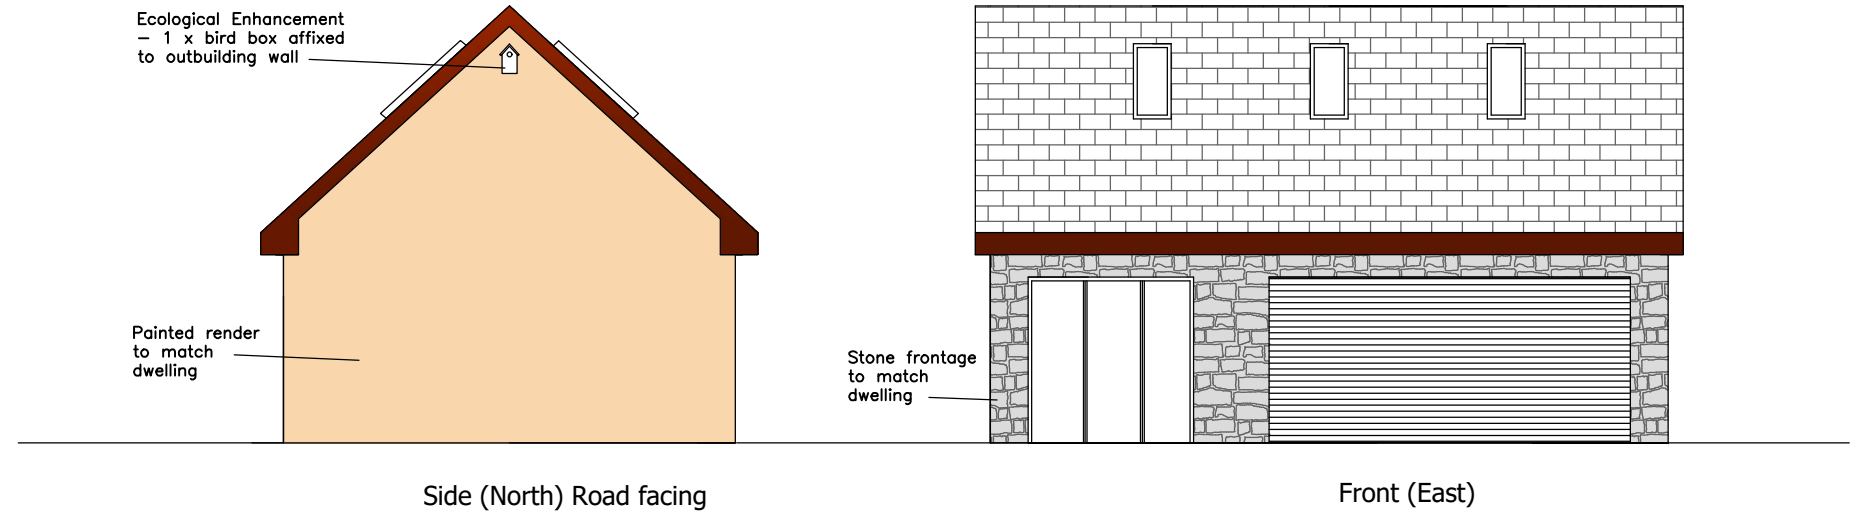 Ecological Enhancement
– 1 x bird box affixed
to outbuilding wall
Painted render
to match
dwelling
Stone frontage
to match
dwelling
Side (North) Road facing
Front (East)